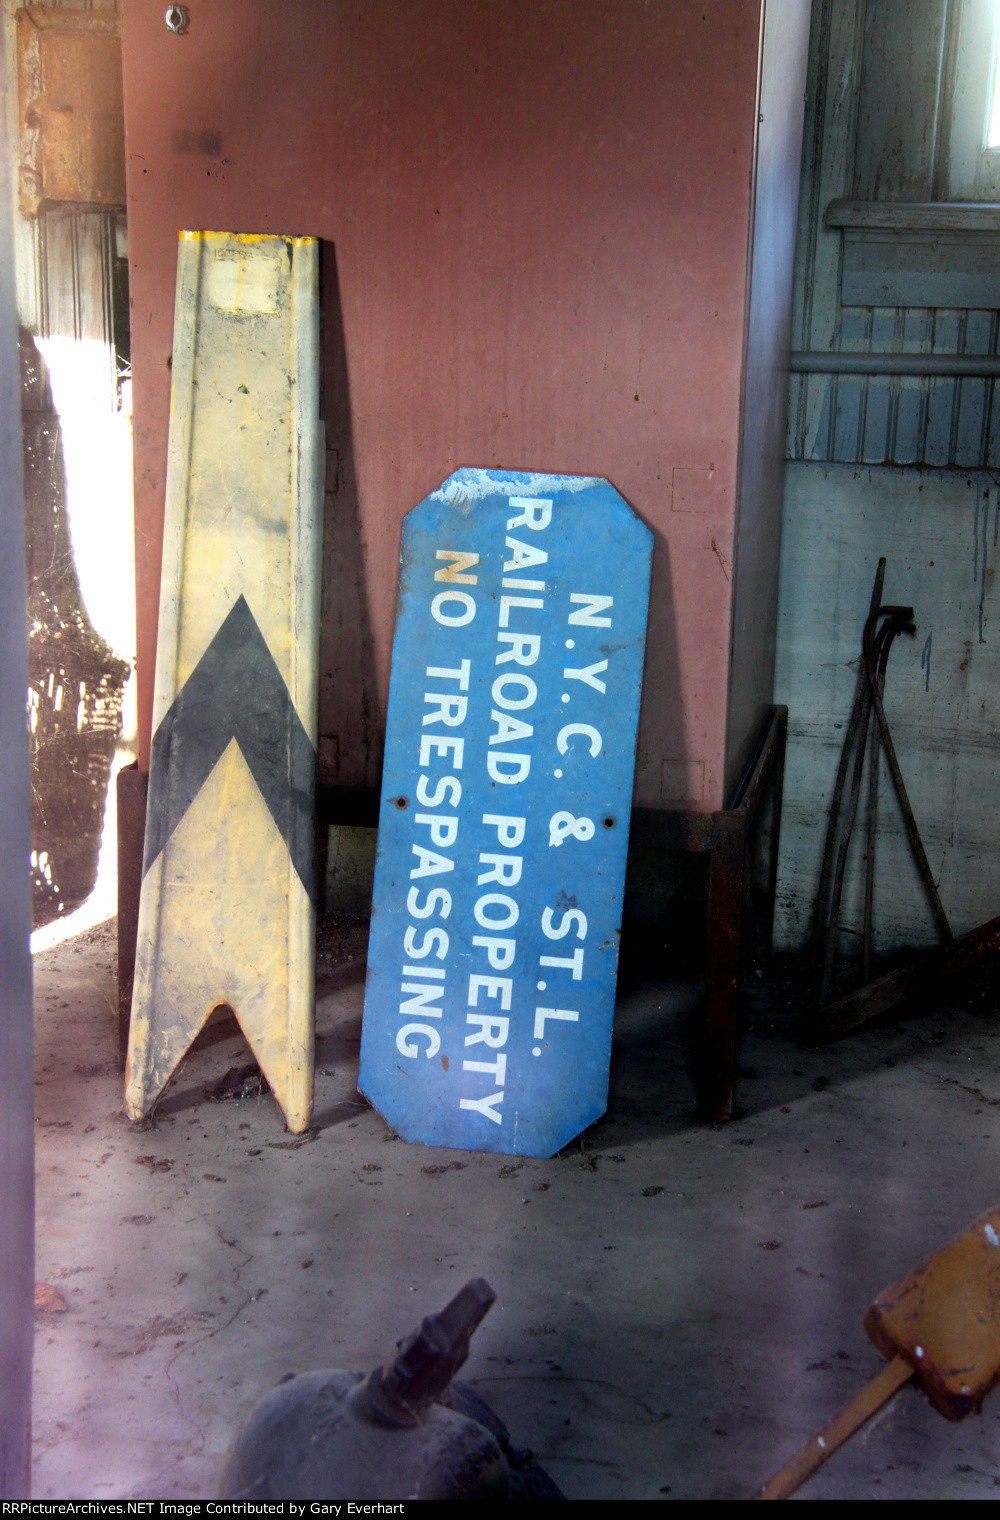 N.Y.C. & ST.L.
RAILROAD PROPERTY
NO TRESPASSING
RRPictureArchives.NET Image Contributed by Gary Everhart